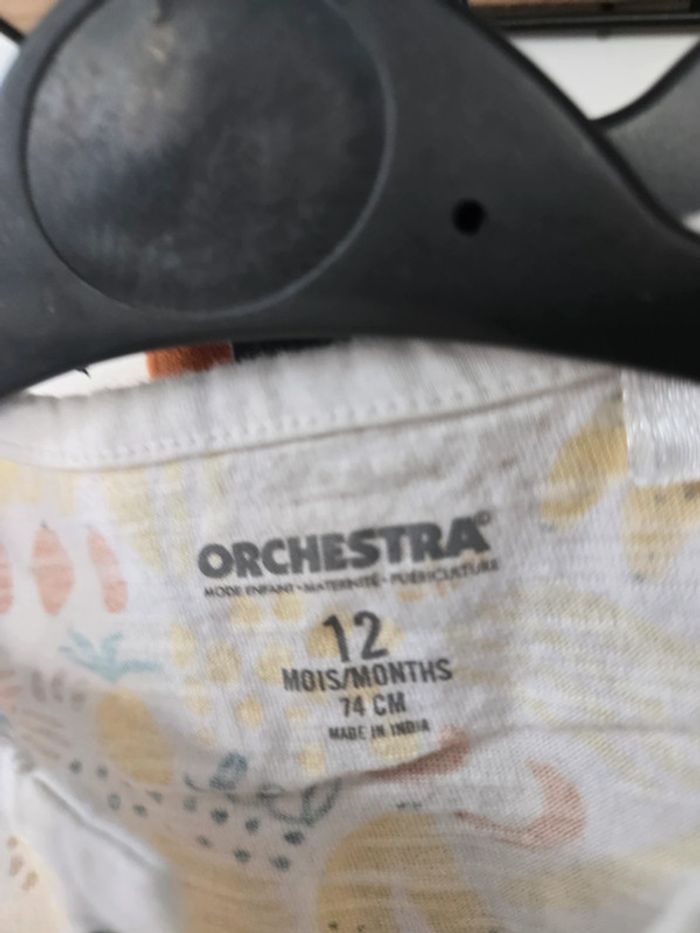 ORCHESTRA®
MODE ENFANT • MATERNITÉ • PUÉRICULTURE
12
MOIS/MONTHS
74 CM
MADE IN INDIA